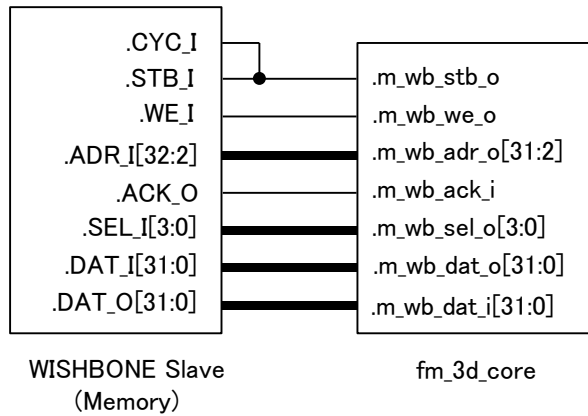 .CYC_I
.STB_I
.WE_I
.ADR_I[32:2]
.ACK_O
.SEL_I[3:0]
.DAT_I[31:0]
.DAT_O[31:0]
.m_wb_stb_o
.m_wb_we_o
.m_wb_adr_o[31:2]
.m_wb_ack_i
.m_wb_sel_o[3:0]
.m_wb_dat_o[31:0]
.m_wb_dat_i[31:0]
WISHBONE Slave
(Memory)
fm_3d_core